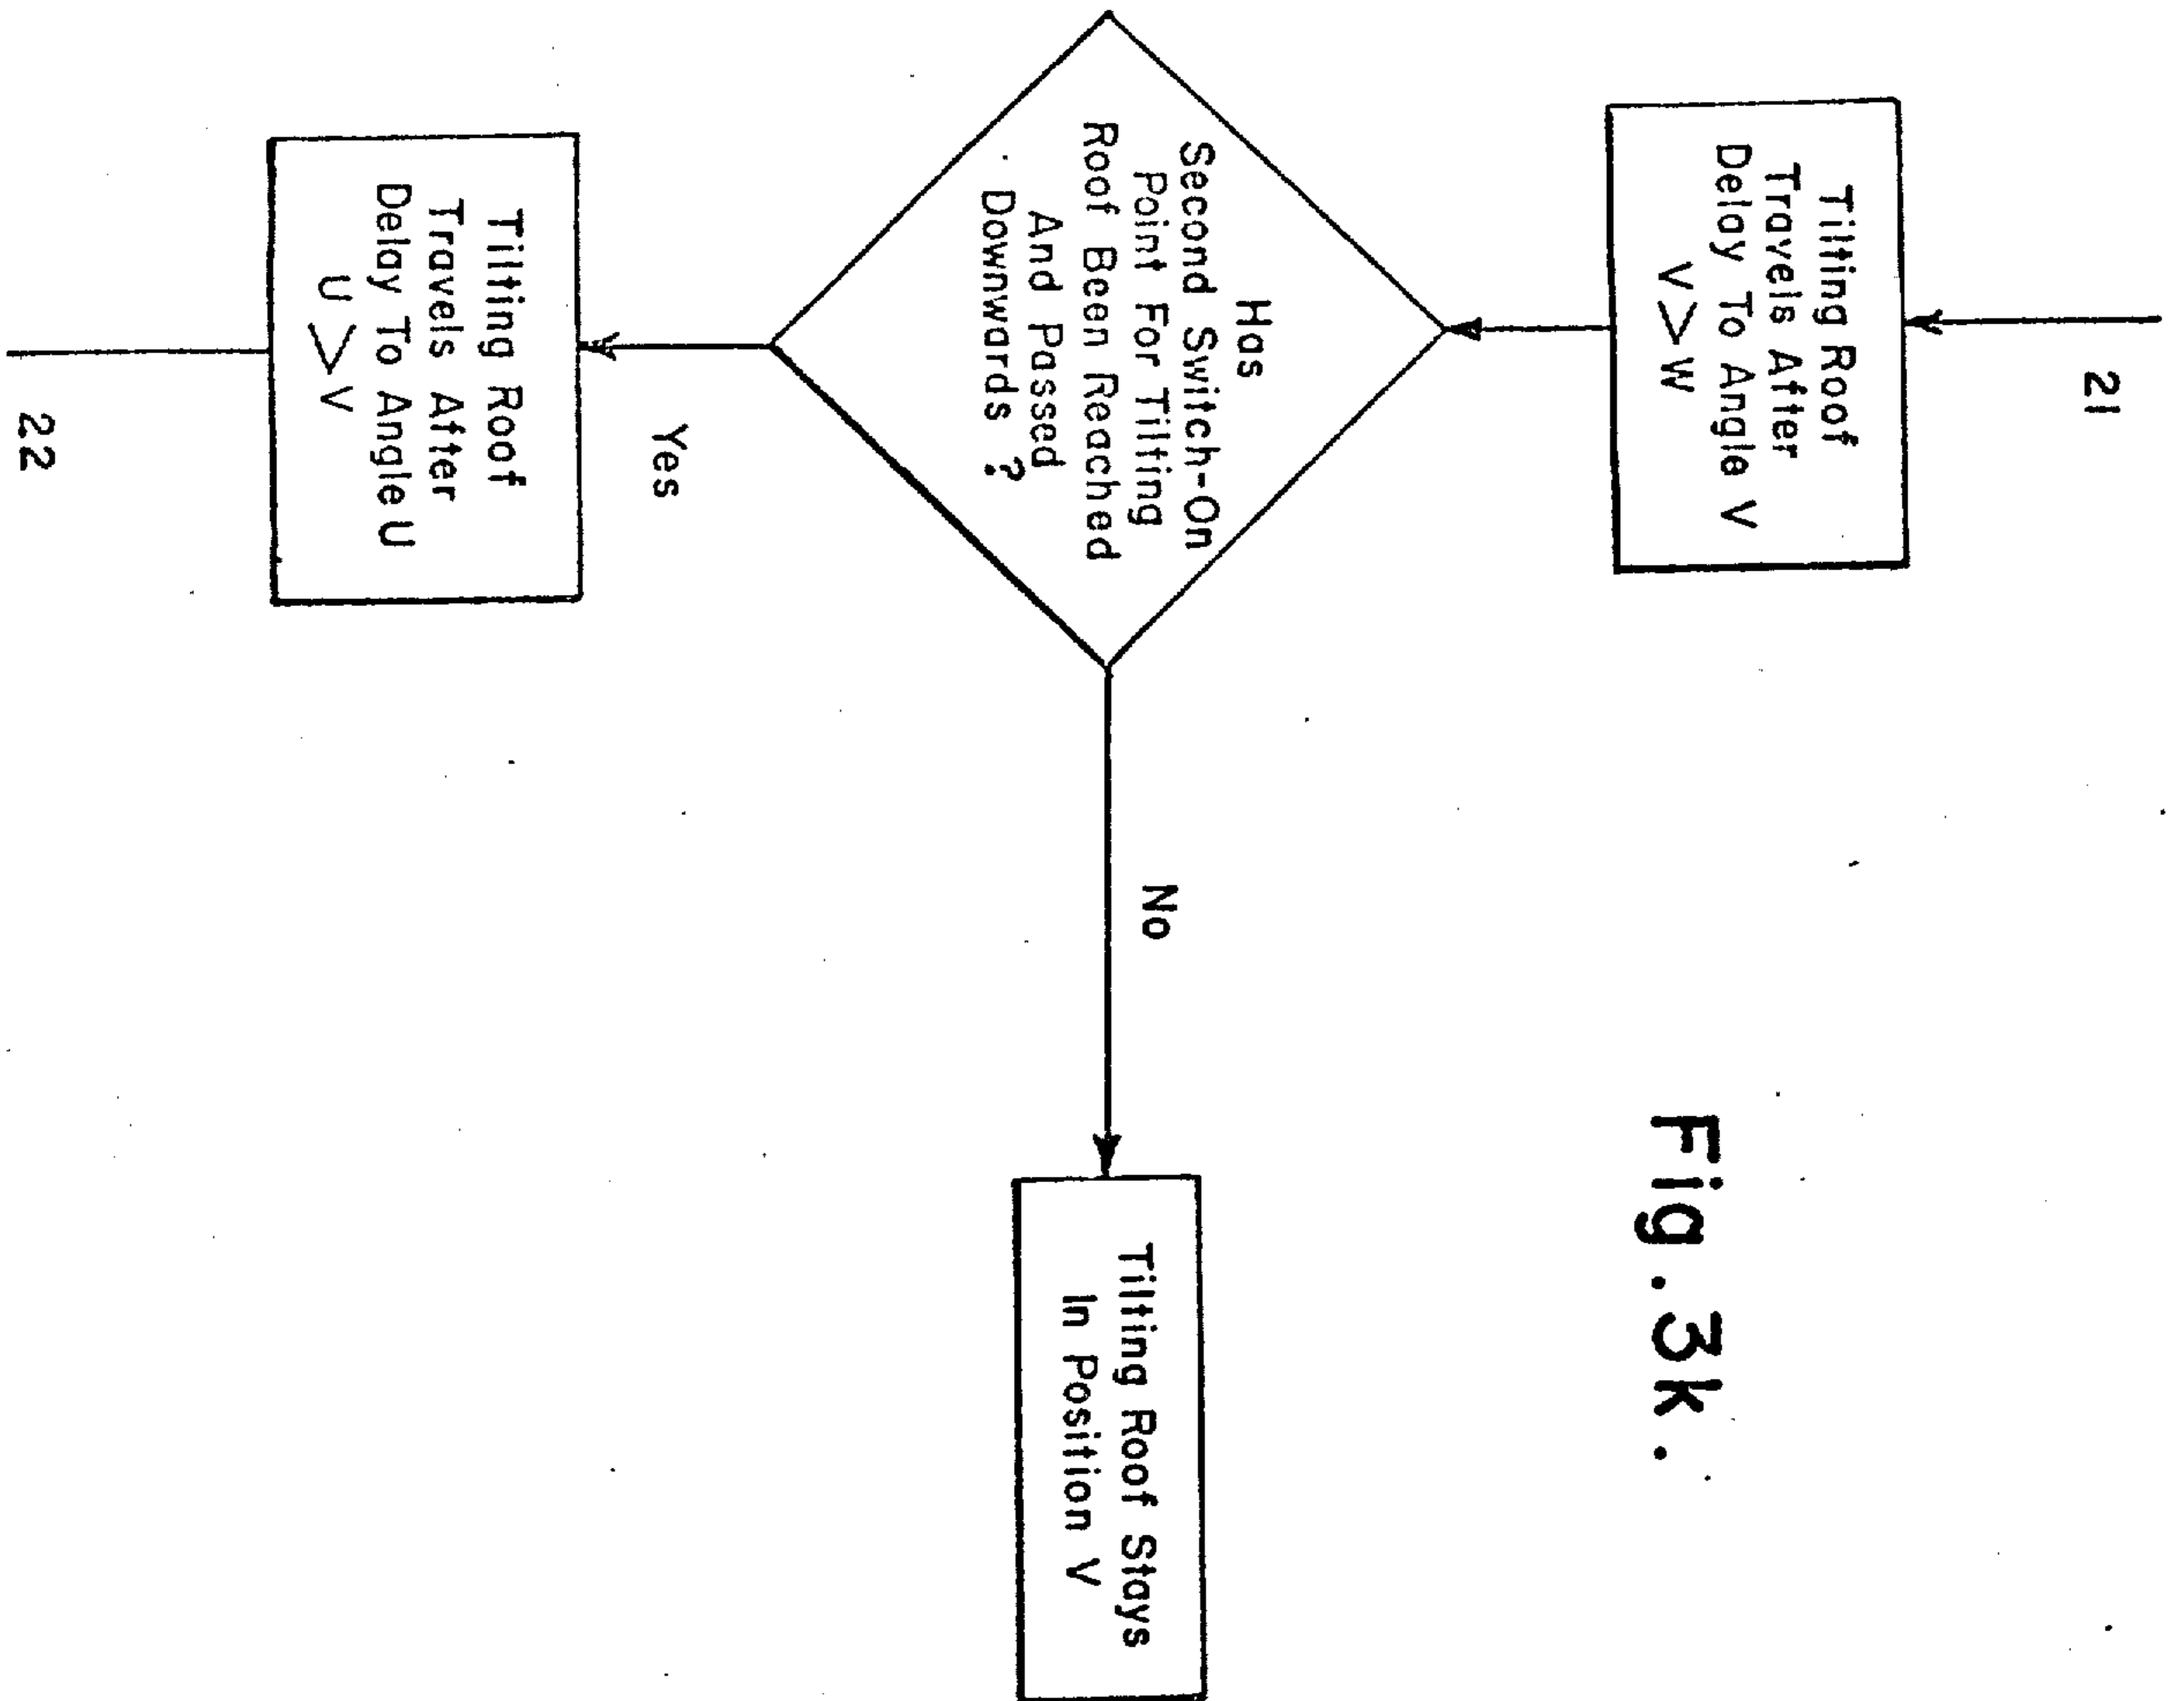 21
Tilting Roof
Travels After
Delay To Angle V
V > W
Has
Second Switch-On
Point For Tilting
Roof Been Reached
And Passed
Downwards ?
No
Tilting Roof Stays
In Position V
Yes
Tilting Roof
Travels After
Delay To Angle U
U > V
22
Fig. 3k.